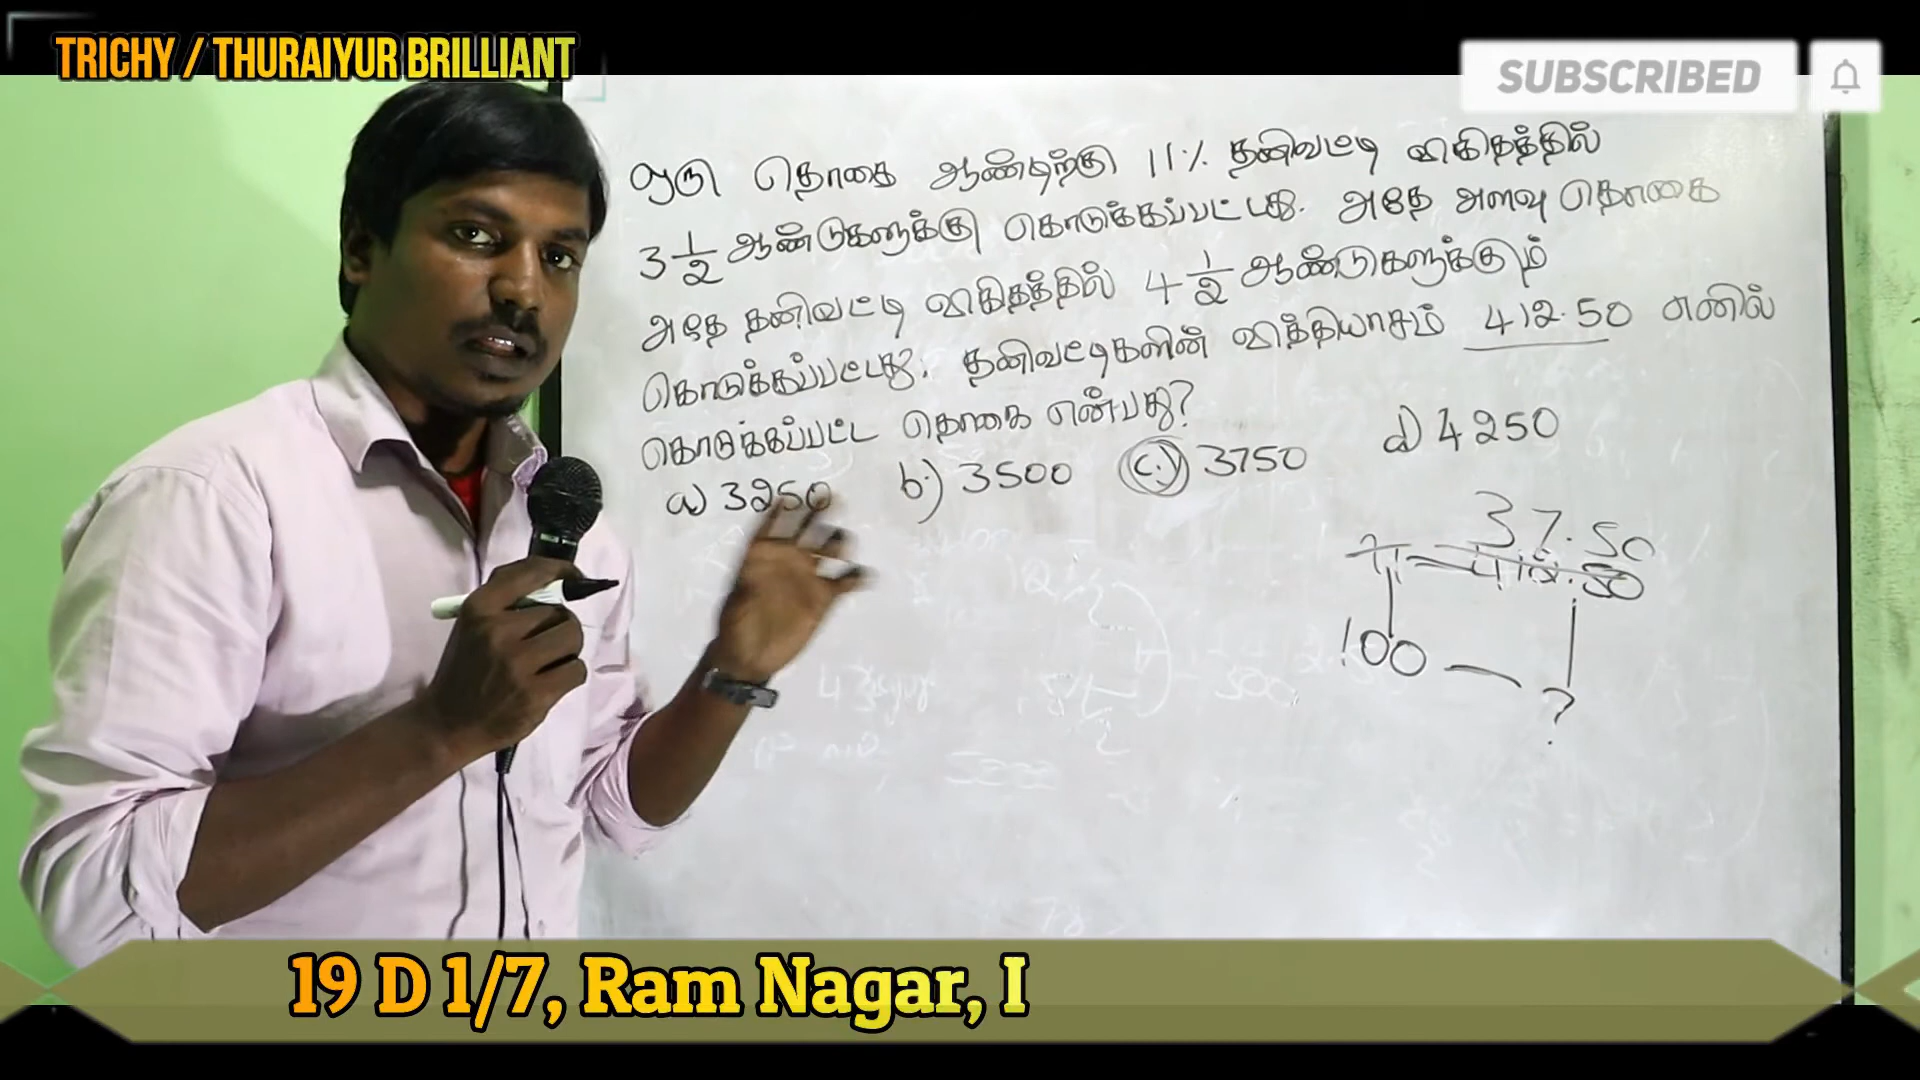 TRICHY / THURAIYUR BRILLIANT
SUBSCRIBED
ஒரு தொகை ஆண்டிற்கு 11% தனிவட்டி விகிதத்தில்
3 1/2 ஆண்டுகளுக்கு கொடுக்கப்பட்டது. அதே அளவு தொகை
அதே தனிவட்டி விகிதத்தில் 4 1/2 ஆண்டுகளுக்கும்
கொடுக்கப்பட்டது. தனிவட்டிகளின் வித்தியாசம் 412.50 எனில்
கொடுக்கப்பட்ட தொகை என்பது?
a) 3250 b.) 3500 c.) 3750 d) 4250
37.50
11 412.50
100 ?
19 D 1/7, Ram Nagar, I